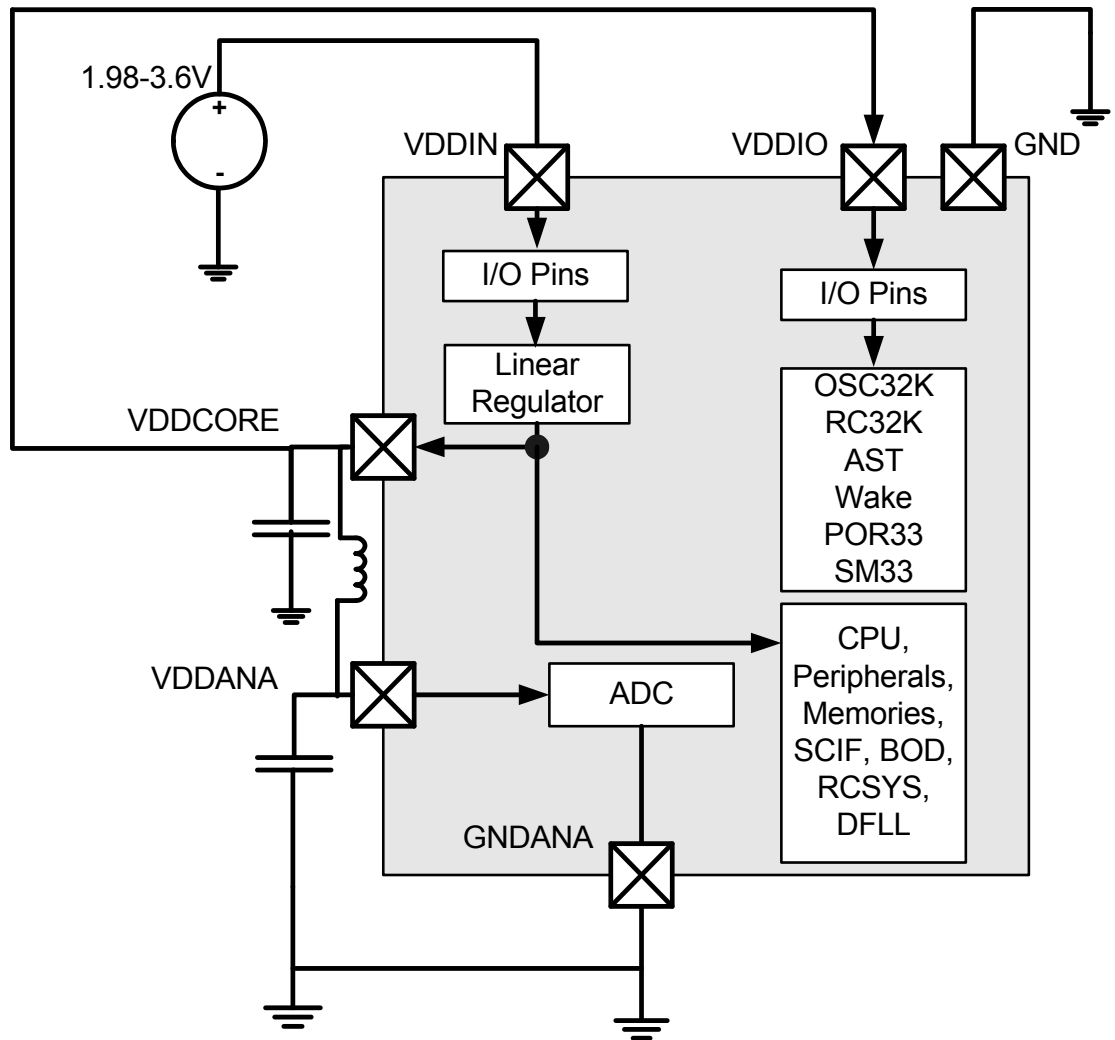 1.98-3.6V
+
-
VDDIN
VDDIO
GND
I/O Pins
I/O Pins
Linear
Regulator
OSC32K
RC32K
AST
Wake
POR33
SM33
VDDCORE
CPU,
Peripherals,
Memories,
SCIF, BOD,
RCSYS,
DFLL
VDDANA
ADC
GNDANA